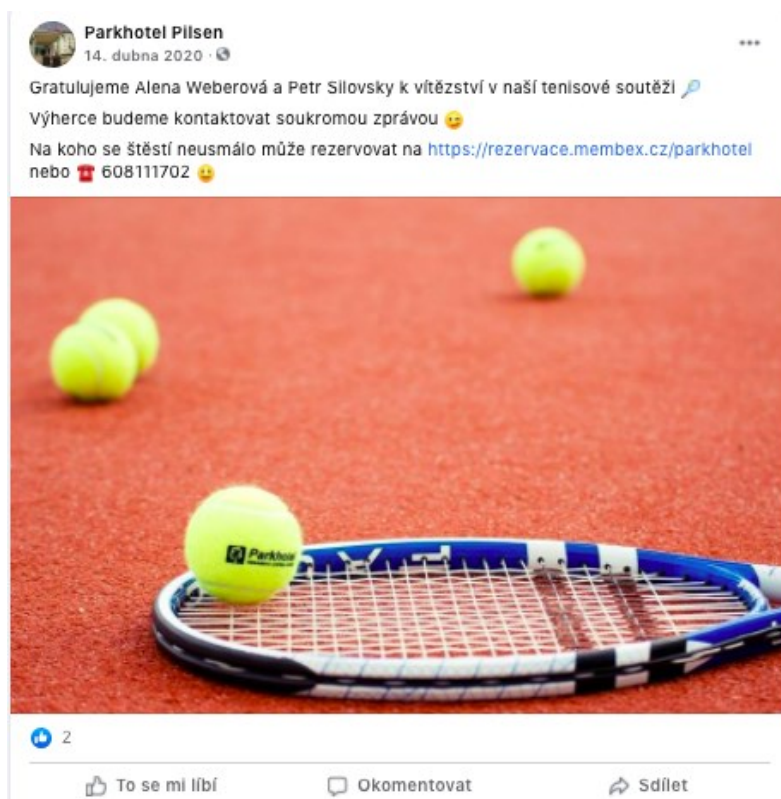 Parkhotel Pilsen
14. dubna 2020 ·
Gratulujeme Alena Weberová a Petr Silovsky k vítězství v naší tenisové soutěži
Výherce budeme kontaktovat soukromou zprávou
Na koho se štěstí neusmálo může rezervovat na https://rezervace.membex.cz/parkhotel
nebo ☎ 608111702
Parkhotel
2
To se mi líbí
Okomentovat
Sdílet